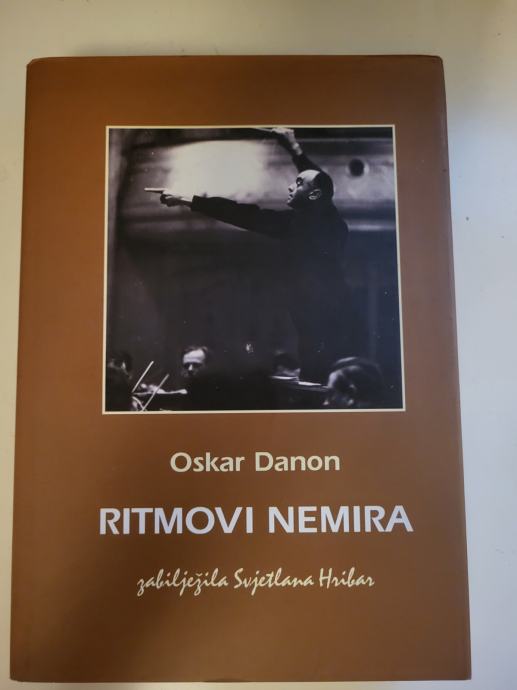 Oskar Danon
RITMOVI NEMIRA
zabilježila Svjetlana Hribar